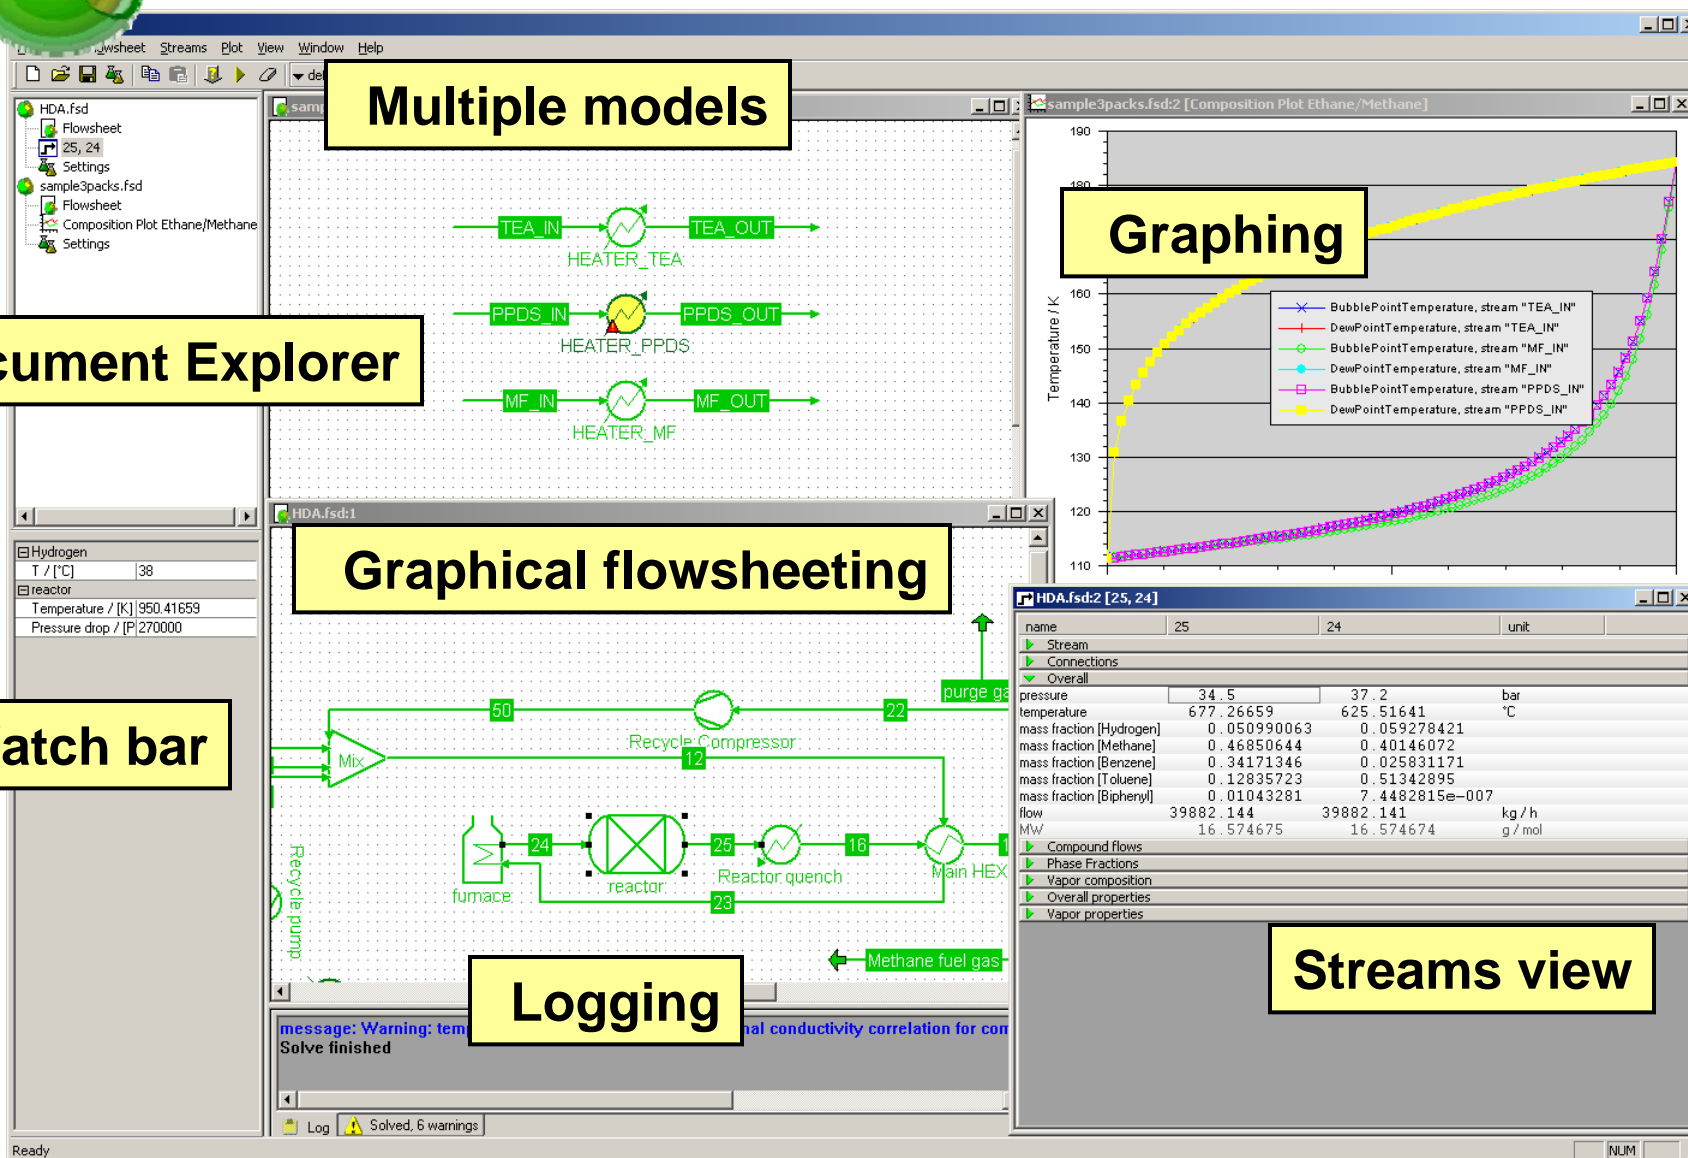 Streams Plot View Window Help
Multiple models
HDA.fsd
Flowsheet
25, 24
Settings
sample3packs.fsd
Flowsheet
Composition Plot Ethane/Methane
Settings
TEA_IN
TEA_OUT
HEATER_TEA
PPDS_IN
PPDS_OUT
HEATER_PPDS
MF_IN
MF_OUT
HEATER_MF
sample3packs.fsd:2 [Composition Plot Ethane/Methane]
Graphing
Temperature / K
190
180
160
150
140
130
120
110
BubblePointTemperature, stream "TEA_IN"
DewPointTemperature, stream "TEA_IN"
BubblePointTemperature, stream "MF_IN"
DewPointTemperature, stream "MF_IN"
BubblePointTemperature, stream "PPDS_IN"
DewPointTemperature, stream "PPDS_IN"
cument Explorer
Hydrogen
T / [°C] 38
reactor
Temperature / [K] 950.41659
Pressure drop / [P 270000
atch bar
HDA.fsd:1
Graphical flowsheeting
purge ga
50
22
Recycle Compressor
12
Mix
24
25
16
furnace
reactor
Reactor quench
Main HEX
23
Recycle pump
Methane fuel gas
Logging
message: Warning: tem
nal conductivity correlation for com
Solve finished
Log
Solved, 6 warnings
HDA.fsd:2 [25, 24]
name 25 24 unit
Stream
Connections
Overall
pressure 34.5 37.2 bar
temperature 677.26659 625.51641 °C
mass fraction [Hydrogen] 0.050990063 0.059278421
mass fraction [Methane] 0.46850644 0.40146072
mass fraction [Benzene] 0.34171346 0.025831171
mass fraction [Toluene] 0.12835723 0.51342895
mass fraction [Biphenyl] 0.01043281 7.4482815e-007
flow 39882.144 39882.141 kg/h
MW 16.574675 16.574674 g/mol
Compound flows
Phase Fractions
Vapor composition
Overall properties
Vapor properties
Streams view
Ready
NUM